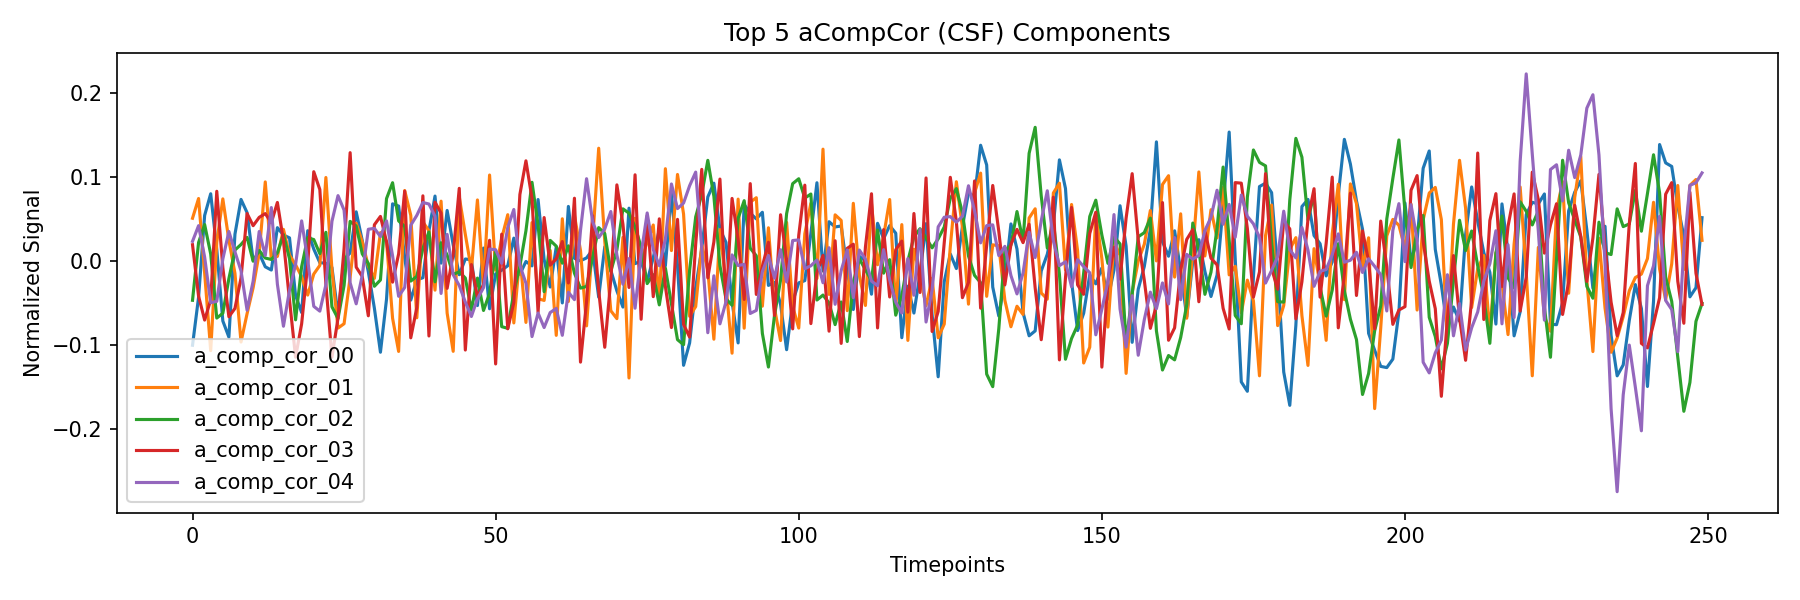 Top 5 aCompCor (CSF) Components
Normalized Signal
0.2
0.1
0.0
−0.1
−0.2
a_comp_cor_00
a_comp_cor_01
a_comp_cor_02
a_comp_cor_03
a_comp_cor_04
0 50 100 150 200 250
Timepoints